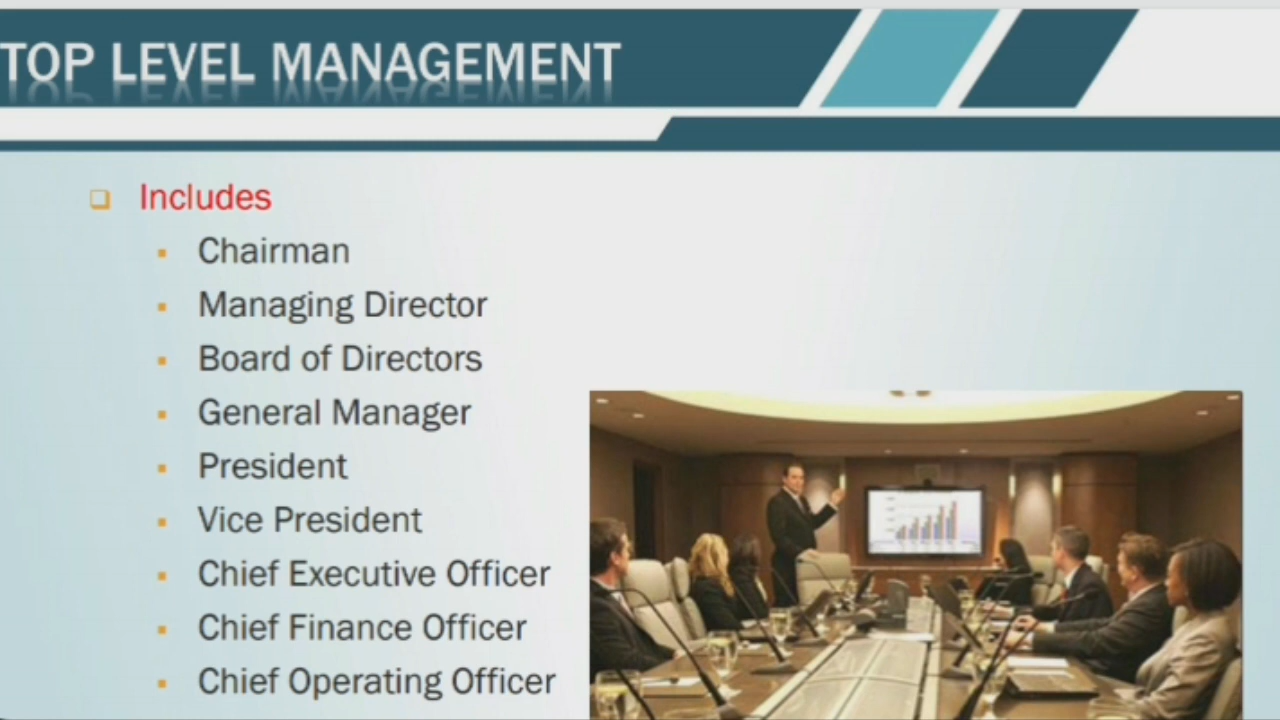 TOP LEVEL MANAGEMENT
Includes
Chairman
Managing Director
Board of Directors
General Manager
President
Vice President
Chief Executive Officer
Chief Finance Officer
Chief Operating Officer